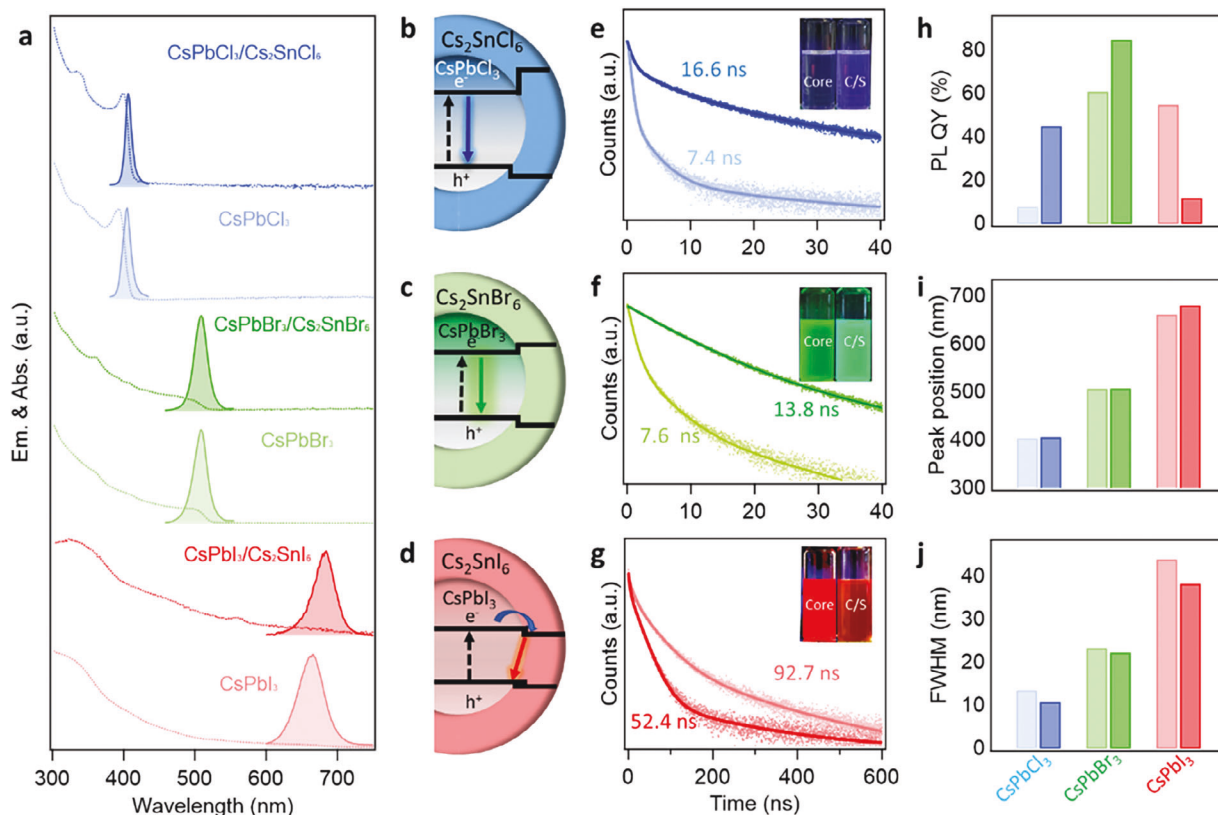 a
CsPbCl₃/Cs₂SnCl₆
CsPbCl₃
CsPbBr₃/Cs₂SnBr₆
CsPbBr₃
CsPbI₃/Cs₂SnI₆
CsPbI₃
Em. & Abs. (a.u.)
300 400 500 600 700
Wavelength (nm)
b
Cs₂SnCl₆
CsPbCl₃
e⁻
h⁺
c
Cs₂SnBr₆
CsPbBr₃
e⁻
h⁺
d
Cs₂SnI₆
CsPbI₃
e⁻
h⁺
e
Counts (a.u.)
16.6 ns
7.4 ns
Core C/S
0 10 20 30 40
f
Counts (a.u.)
13.8 ns
7.6 ns
Core C/S
0 10 20 30 40
g
Counts (a.u.)
92.7 ns
52.4 ns
Core C/S
0 200 400 600
Time (ns)
h
PL QY (%)
80
60
40
20
0
i
Peak position (nm)
700
600
500
400
300
j
FWHM (nm)
40
30
20
10
0
CsPbCl₃
CsPbBr₃
CsPbI₃